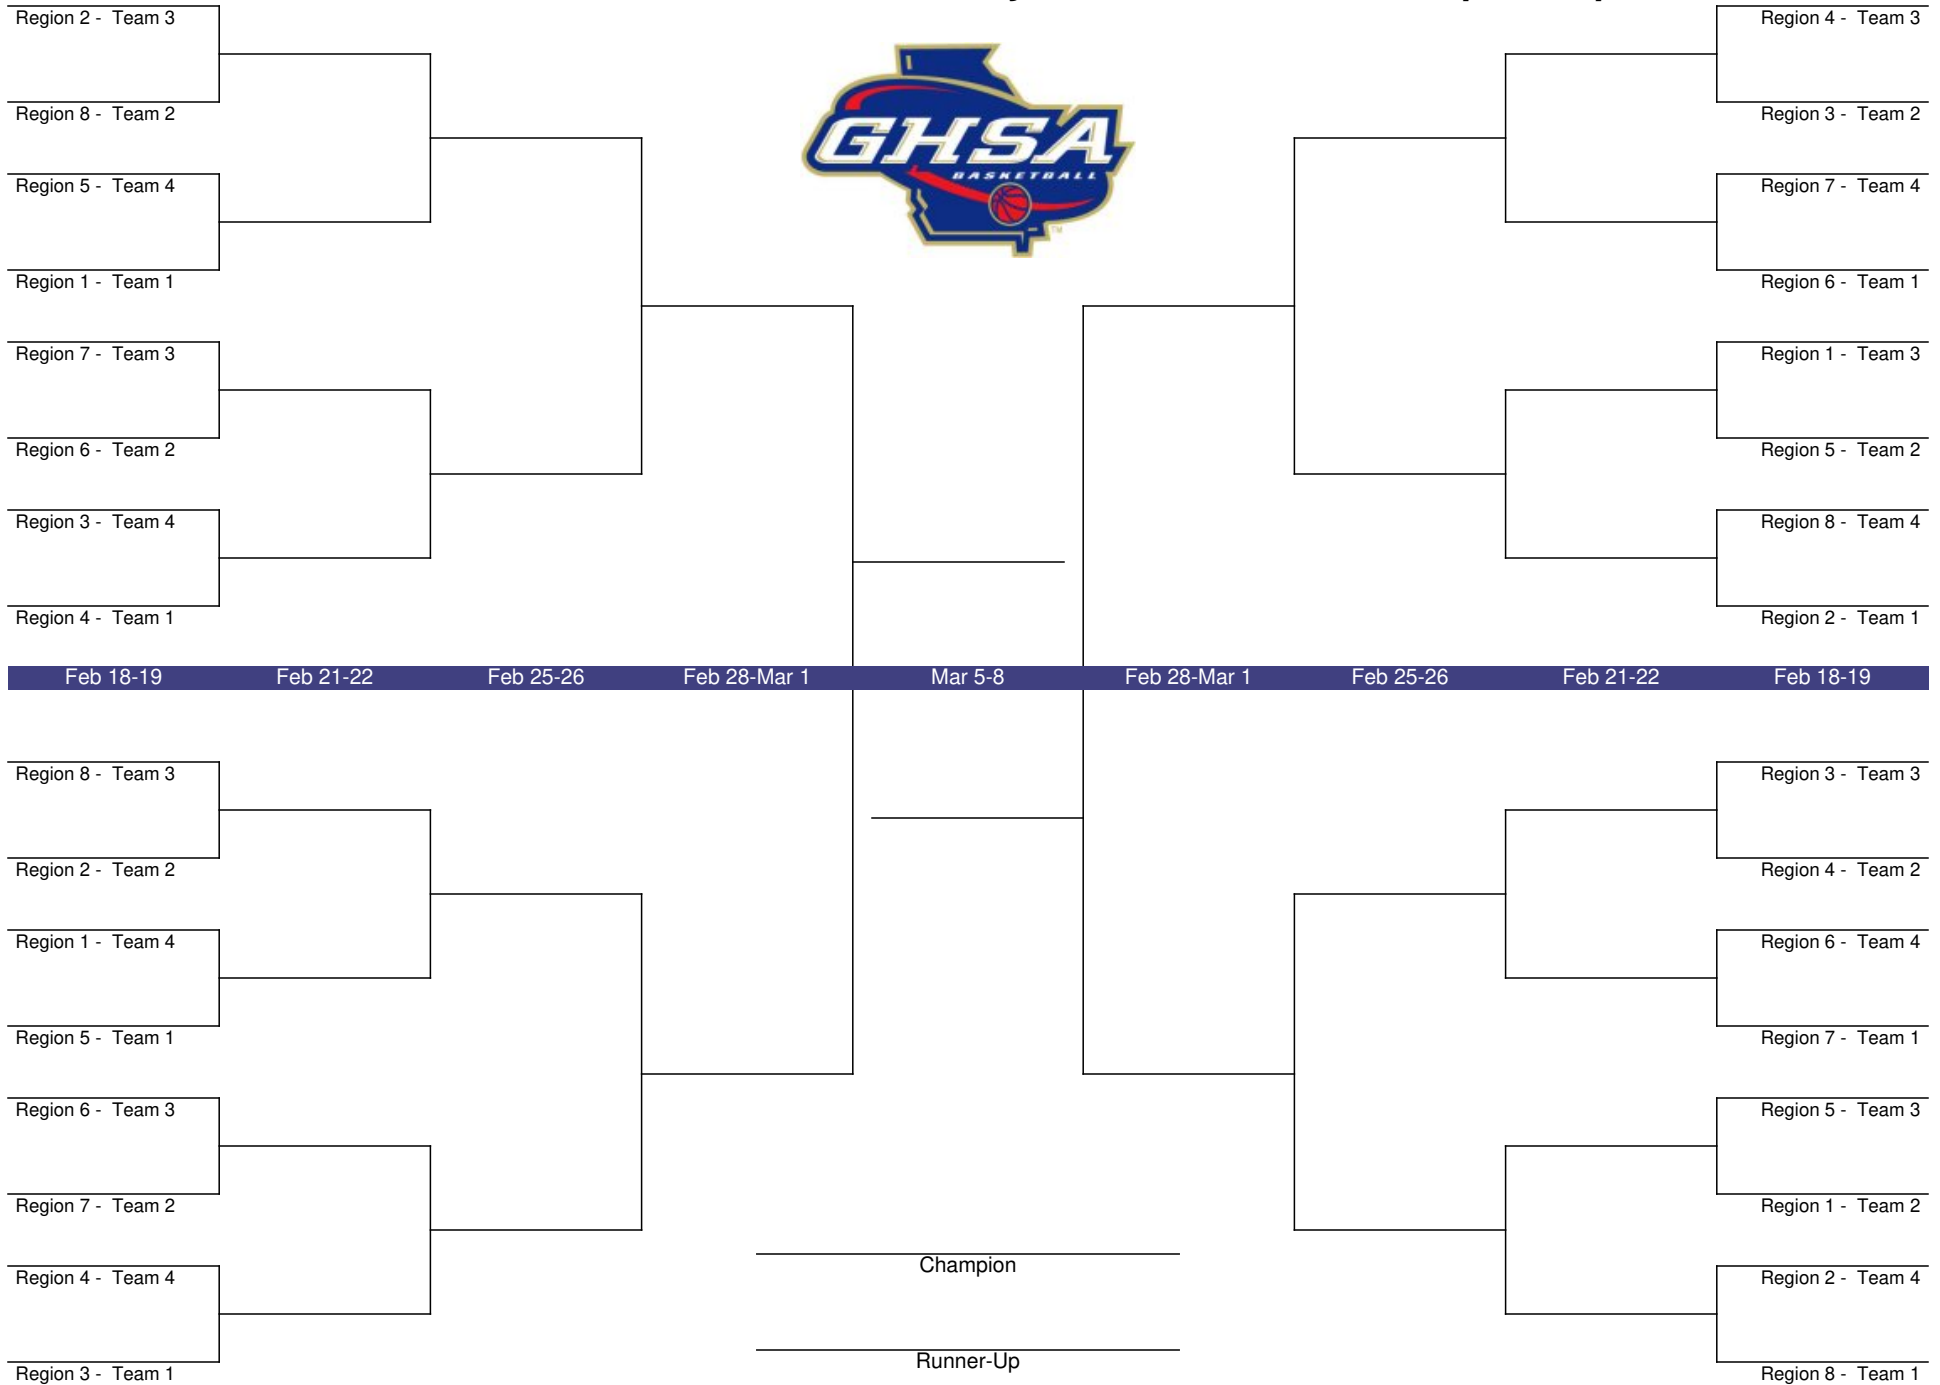 Region 2 - Team 3
Region 8 - Team 2
Region 5 - Team 4
Region 1 - Team 1
Region 7 - Team 3
Region 6 - Team 2
Region 3 - Team 4
Region 4 - Team 1
GHSA
BASKETBALL
TM
Region 4 - Team 3
Region 3 - Team 2
Region 7 - Team 4
Region 6 - Team 1
Region 1 - Team 3
Region 5 - Team 2
Region 8 - Team 4
Region 2 - Team 1
Feb 18-19 Feb 21-22 Feb 25-26 Feb 28-Mar 1 Mar 5-8 Feb 28-Mar 1 Feb 25-26 Feb 21-22 Feb 18-19
Region 8 - Team 3
Region 2 - Team 2
Region 1 - Team 4
Region 5 - Team 1
Region 6 - Team 3
Region 7 - Team 2
Region 4 - Team 4
Region 3 - Team 1
Champion
Runner-Up
Region 3 - Team 3
Region 4 - Team 2
Region 6 - Team 4
Region 7 - Team 1
Region 5 - Team 3
Region 1 - Team 2
Region 2 - Team 4
Region 8 - Team 1